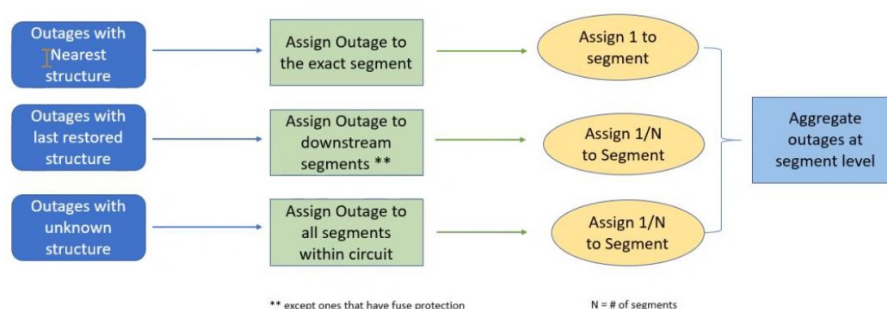 Outages with
Nearest
structure
Assign Outage to
the exact segment
Assign 1 to
segment
Outages with
last restored
structure
Assign Outage to
downstream
segments **
Assign 1/N
to Segment
Aggregate
outages at
segment level
Outages with
unknown
structure
Assign Outage to
all segments
within circuit
Assign 1/N
to Segment
** except ones that have fuse protection
N = # of segments